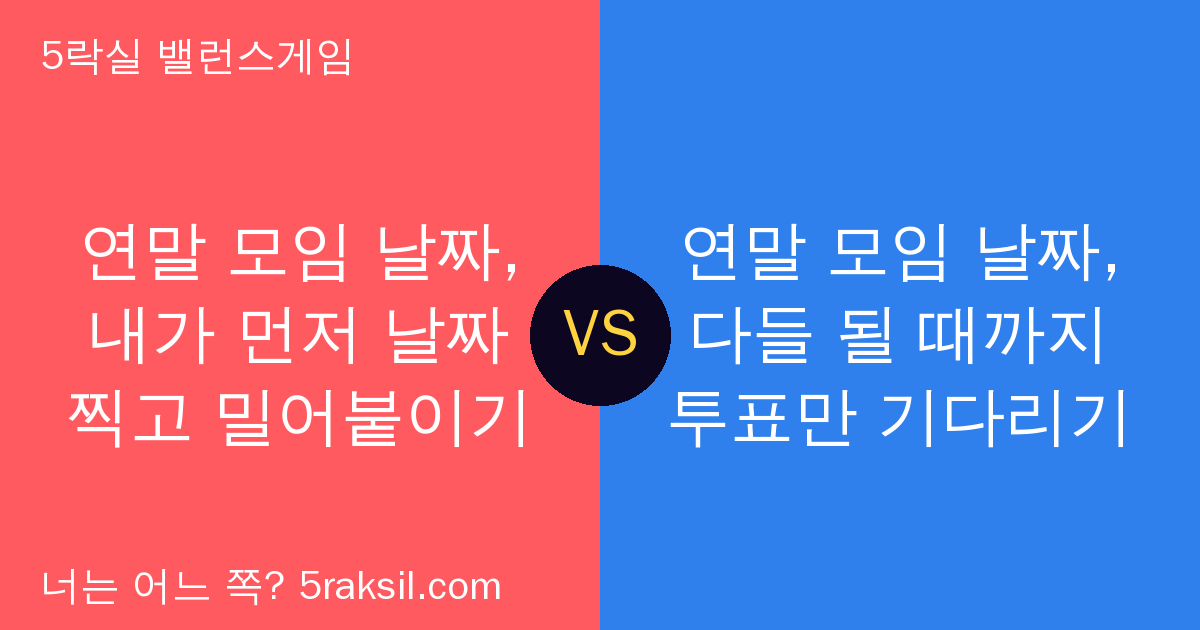 5락실 밸런스게임
연말 모임 날짜,
내가 먼저 날짜
찍고 밀어붙이기
VS
연말 모임 날짜,
다들 될 때까지
투표만 기다리기
너는 어느 쪽? 5raksil.com